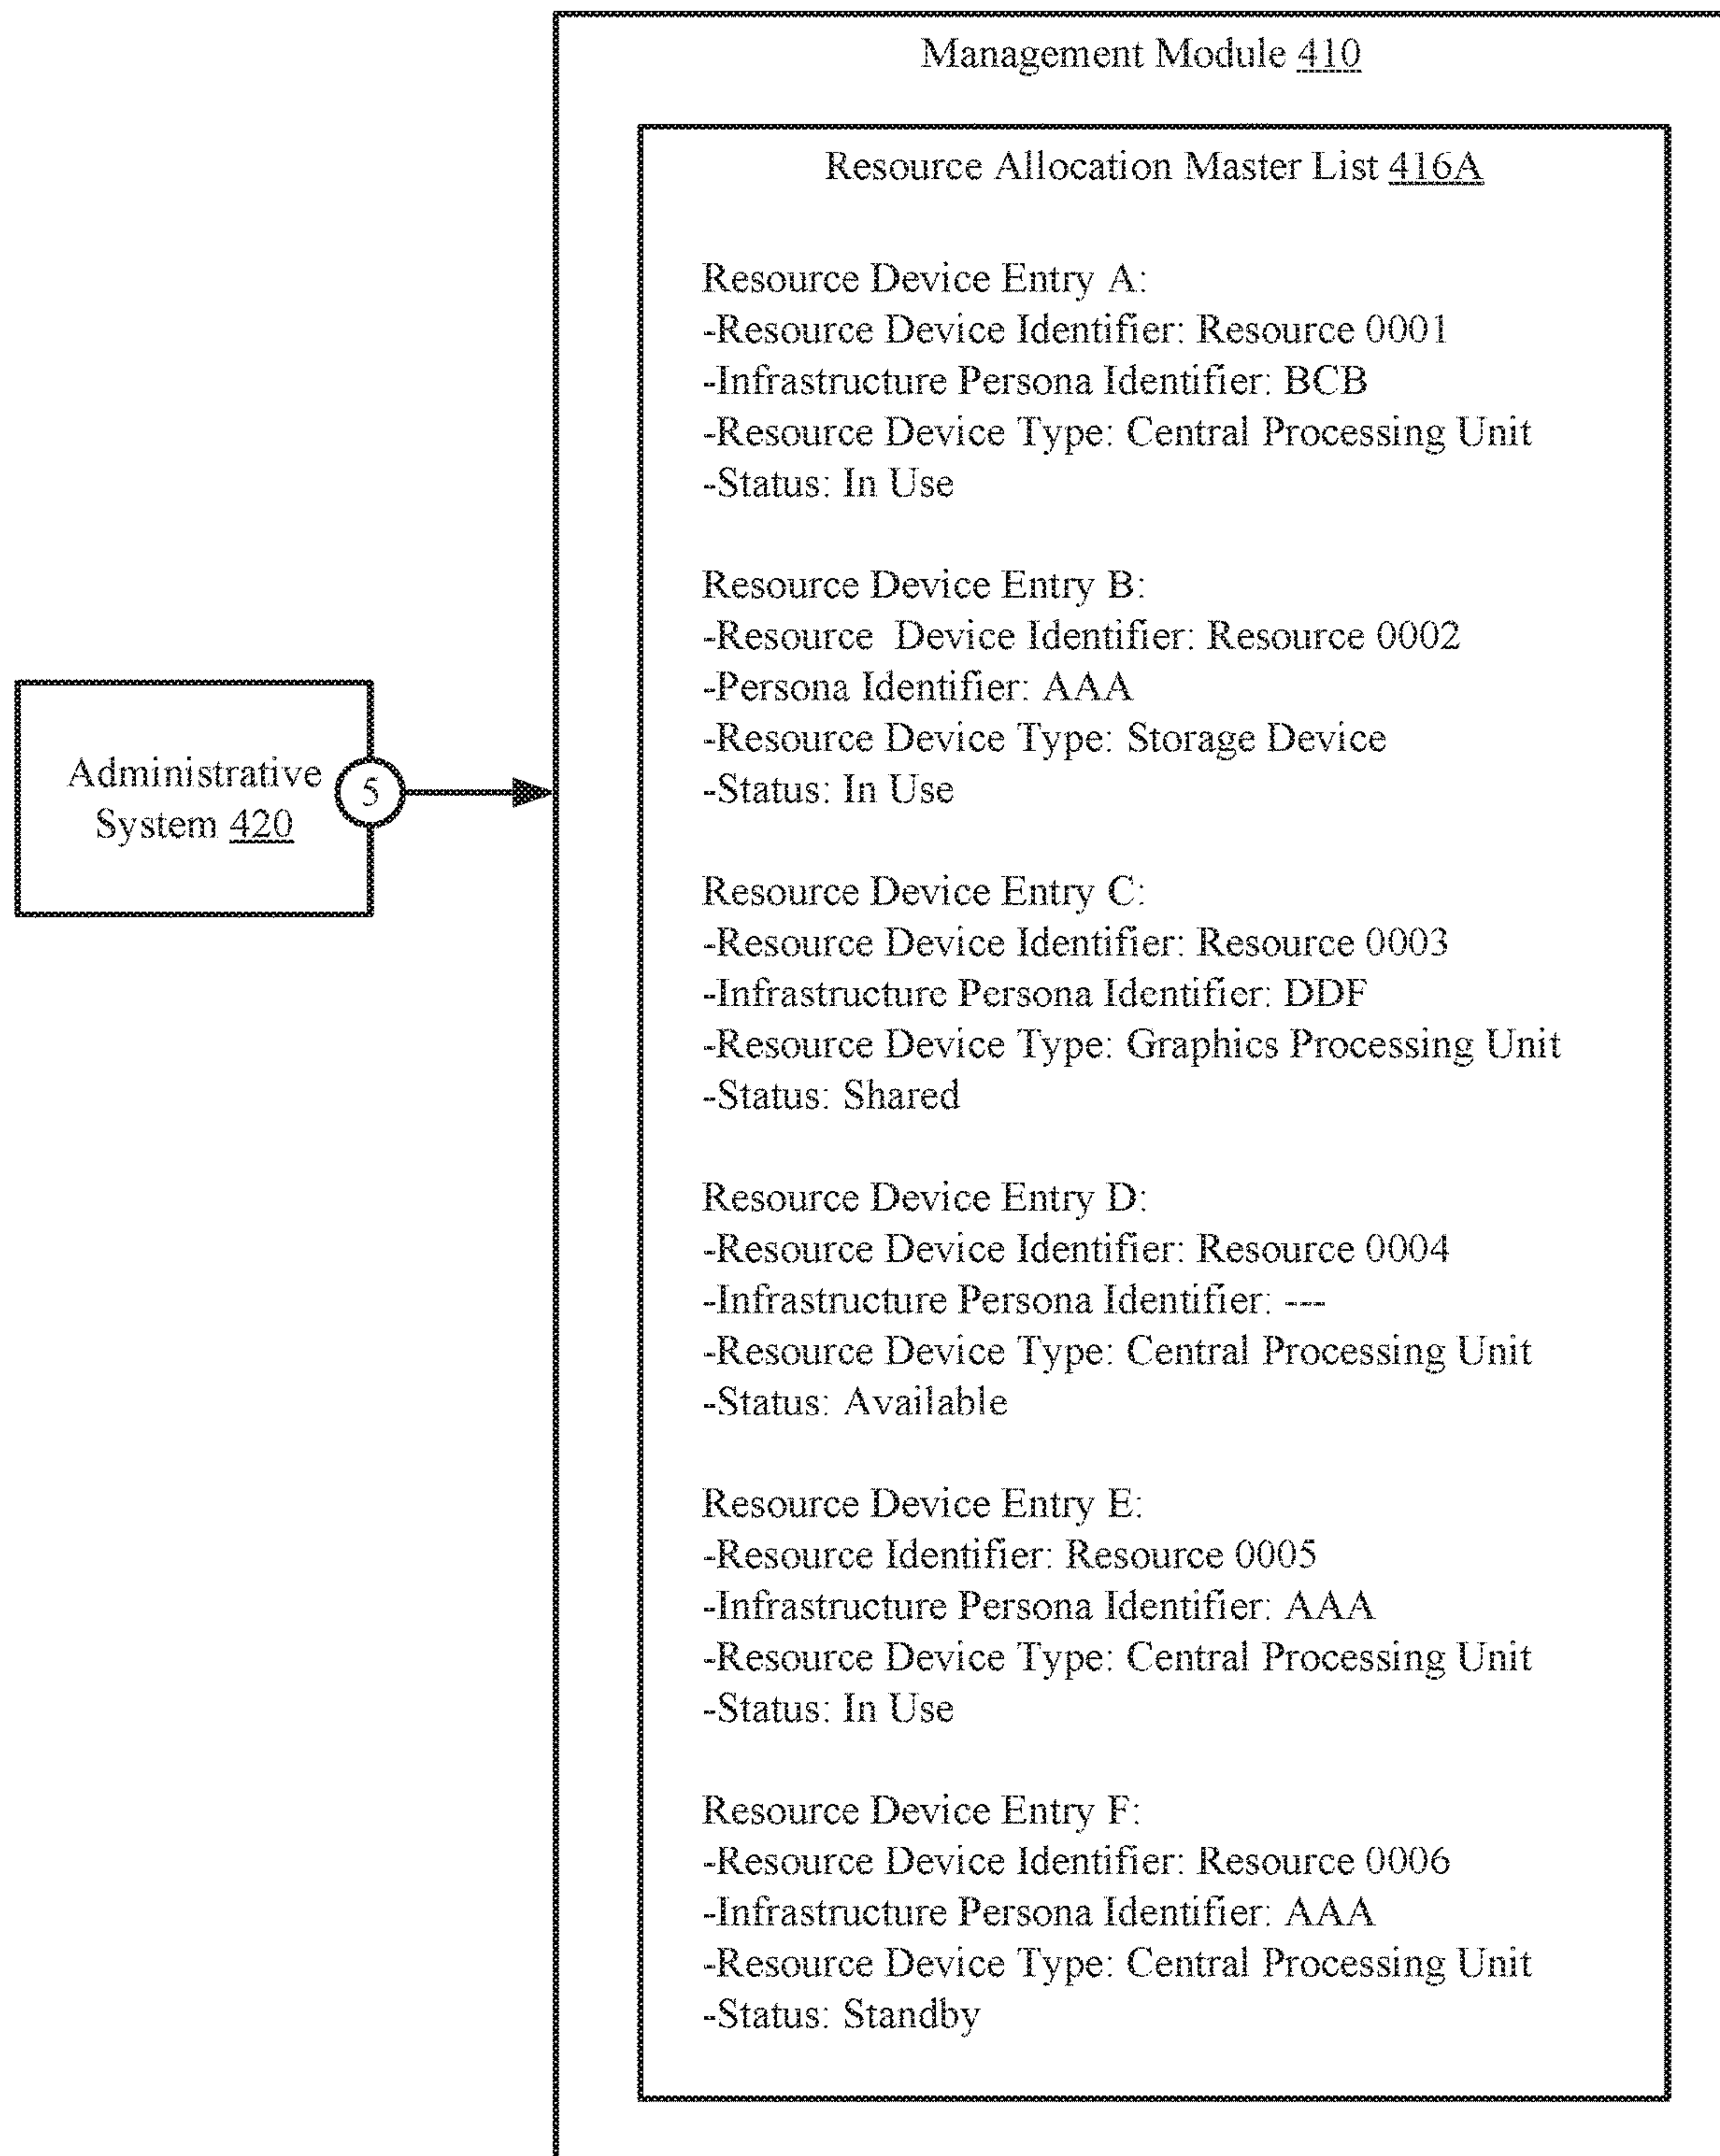 Management Module 410
Resource Allocation Master List 416A
Resource Device Entry A:
-Resource Device Identifier: Resource 0001
-Infrastructure Persona Identifier: BCB
-Resource Device Type: Central Processing Unit
-Status: In Use
Resource Device Entry B:
-Resource  Device Identifier: Resource 0002
-Persona Identifier: AAA
-Resource Device Type: Storage Device
-Status: In Use
Administrative
System 420
5
Resource Device Entry C:
-Resource Device Identifier: Resource 0003
-Infrastructure Persona Identifier: DDF
-Resource Device Type: Graphics Processing Unit
-Status: Shared
Resource Device Entry D:
-Resource Device Identifier: Resource 0004
-Infrastructure Persona Identifier: ---
-Resource Device Type: Central Processing Unit
-Status: Available
Resource Device Entry E:
-Resource Identifier: Resource 0005
-Infrastructure Persona Identifier: AAA
-Resource Device Type: Central Processing Unit
-Status: In Use
Resource Device Entry F:
-Resource Device Identifier: Resource 0006
-Infrastructure Persona Identifier: AAA
-Resource Device Type: Central Processing Unit
-Status: Standby